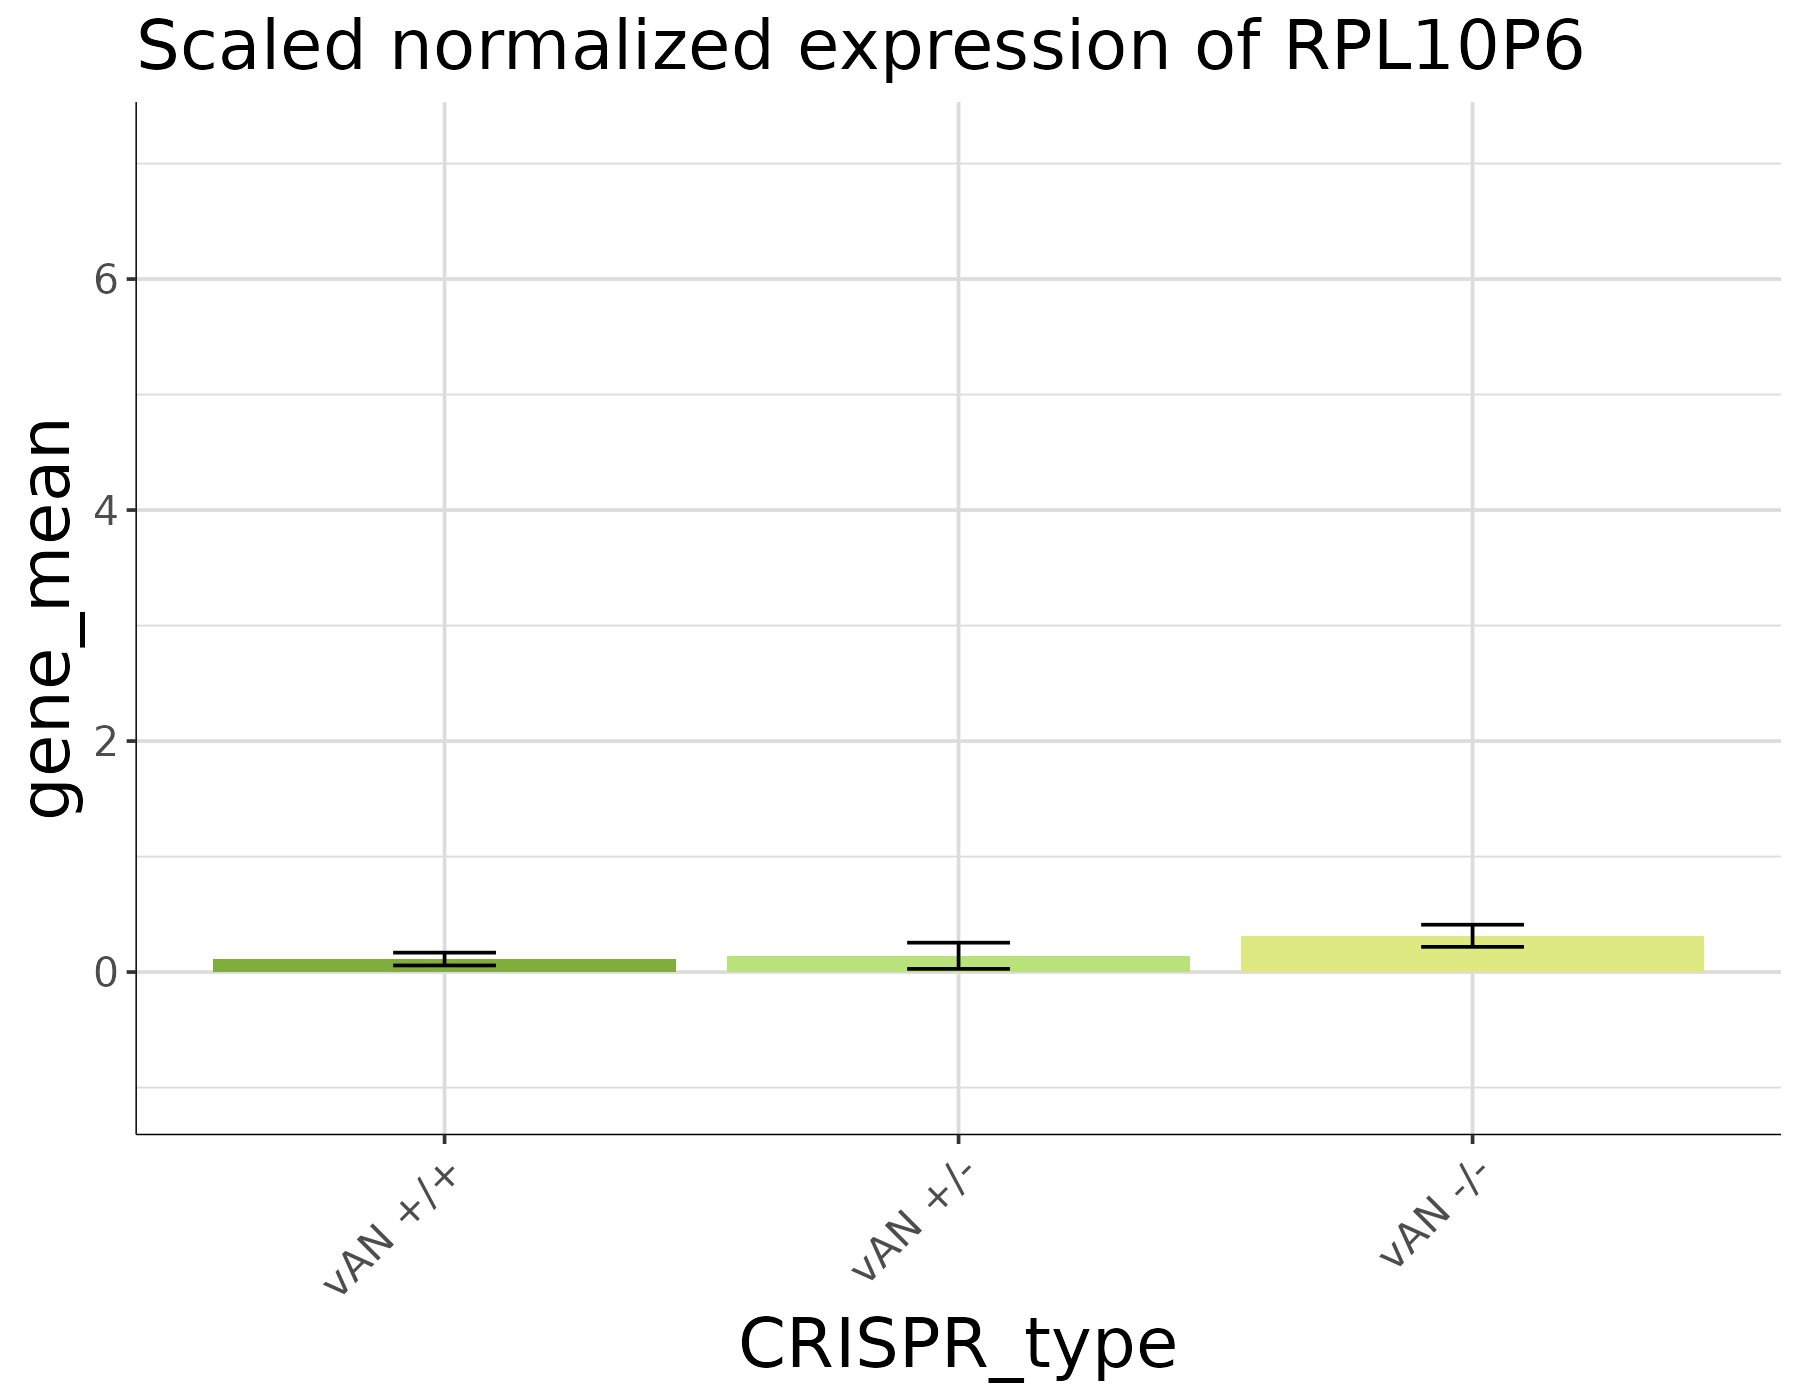 Scaled normalized expression of RPL10P6
gene_mean
6
4
2
0
vAN +/+
vAN +/-
vAN -/-
CRISPR_type